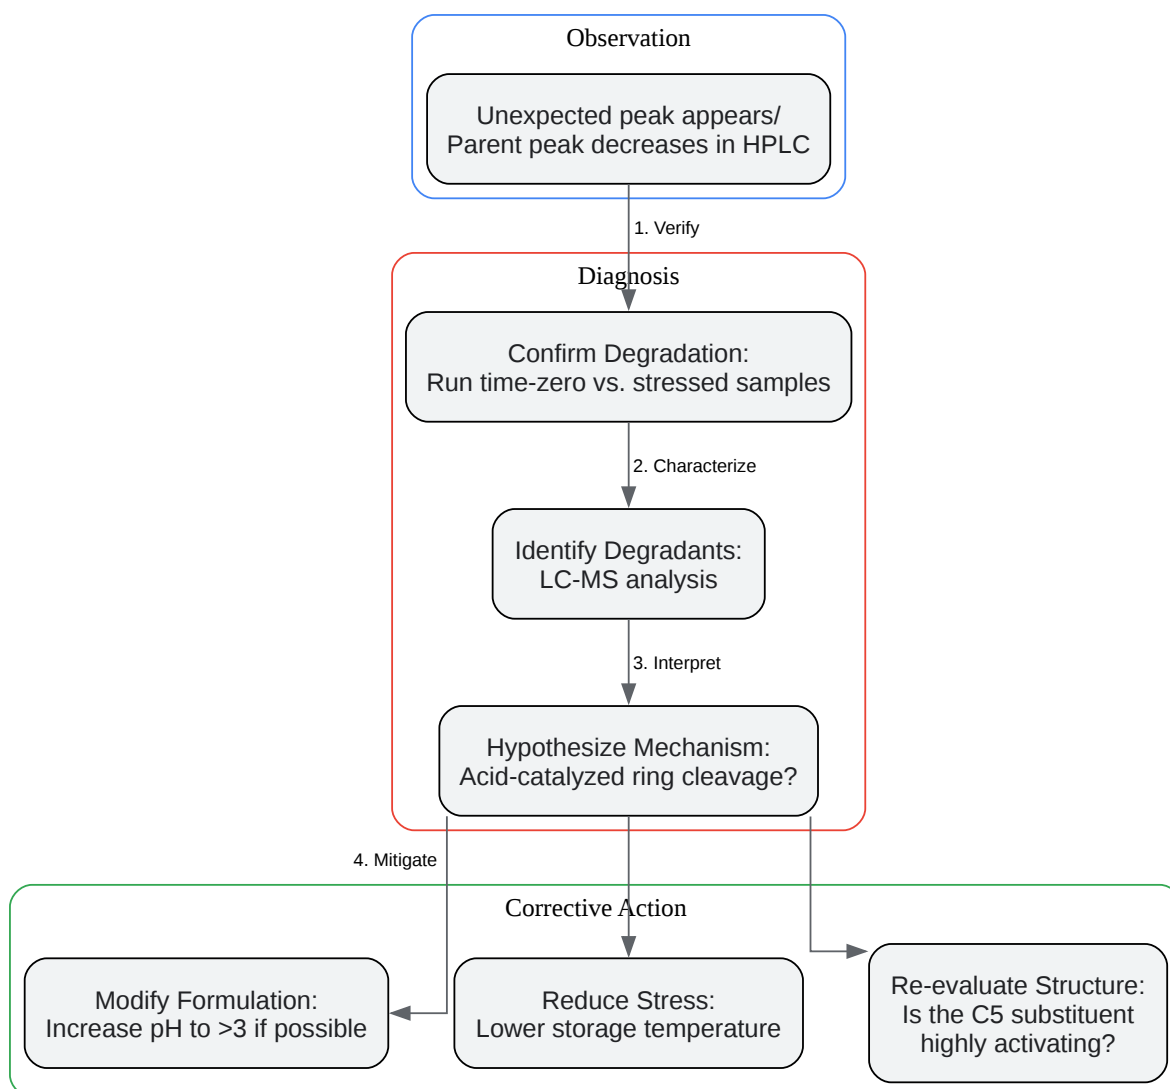 Observation
Unexpected peak appears/
Parent peak decreases in HPLC
1. Verify
Diagnosis
Confirm Degradation:
Run time-zero vs. stressed samples
2. Characterize
Identify Degradants:
LC-MS analysis
3. Interpret
Hypothesize Mechanism:
Acid-catalyzed ring cleavage?
4. Mitigate
Corrective Action
Modify Formulation:
Increase pH to >3 if possible
Reduce Stress:
Lower storage temperature
Re-evaluate Structure:
Is the C5 substituent
highly activating?